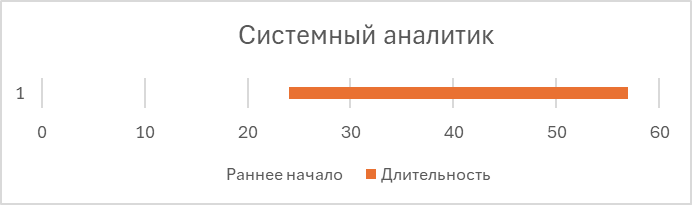 Системный аналитик
1
0 10 20 30 40 50 60
Раннее начало Длительность